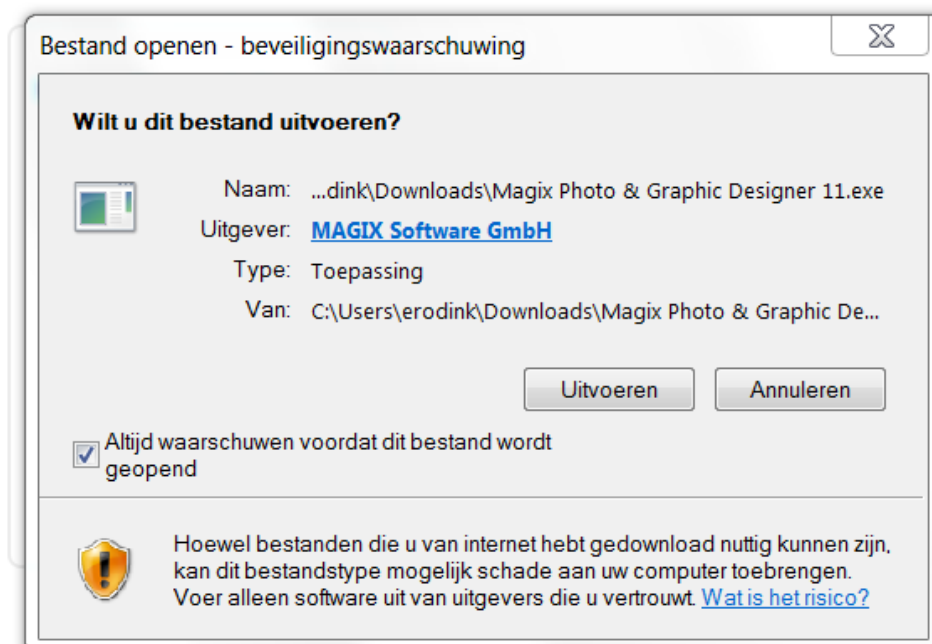 Bestand openen - beveiligingswaarschuwing
Wilt u dit bestand uitvoeren?
Naam: ...dink\Downloads\Magix Photo & Graphic Designer 11.exe
Uitgever: MAGIX Software GmbH
Type: Toepassing
Van: C:\Users\erodink\Downloads\Magix Photo & Graphic De...
Uitvoeren Annuleren
Altijd waarschuwen voordat dit bestand wordt
geopend
Hoewel bestanden die u van internet hebt gedownload nuttig kunnen zijn,
kan dit bestandstype mogelijk schade aan uw computer toebrengen.
Voer alleen software uit van uitgevers die u vertrouwt. Wat is het risico?